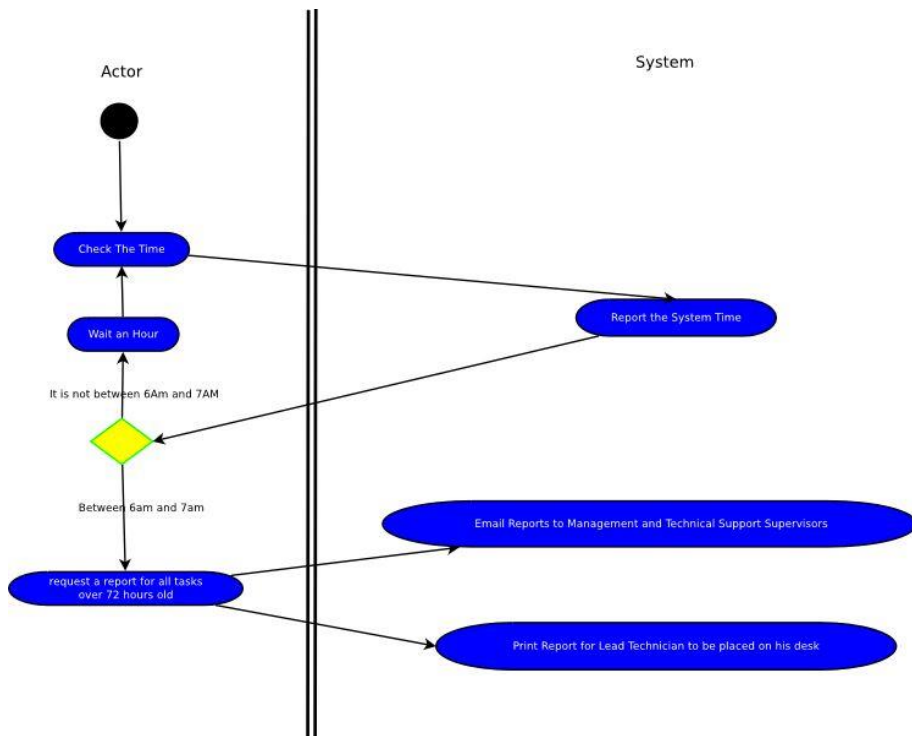 Actor
System
Check The Time
Report the System Time
Wait an Hour
It is not between 6Am and 7AM
Between 6am and 7am
Email Reports to Management and Technical Support Supervisors
request a report for all tasks
over 72 hours old
Print Report for Lead Technician to be placed on his desk